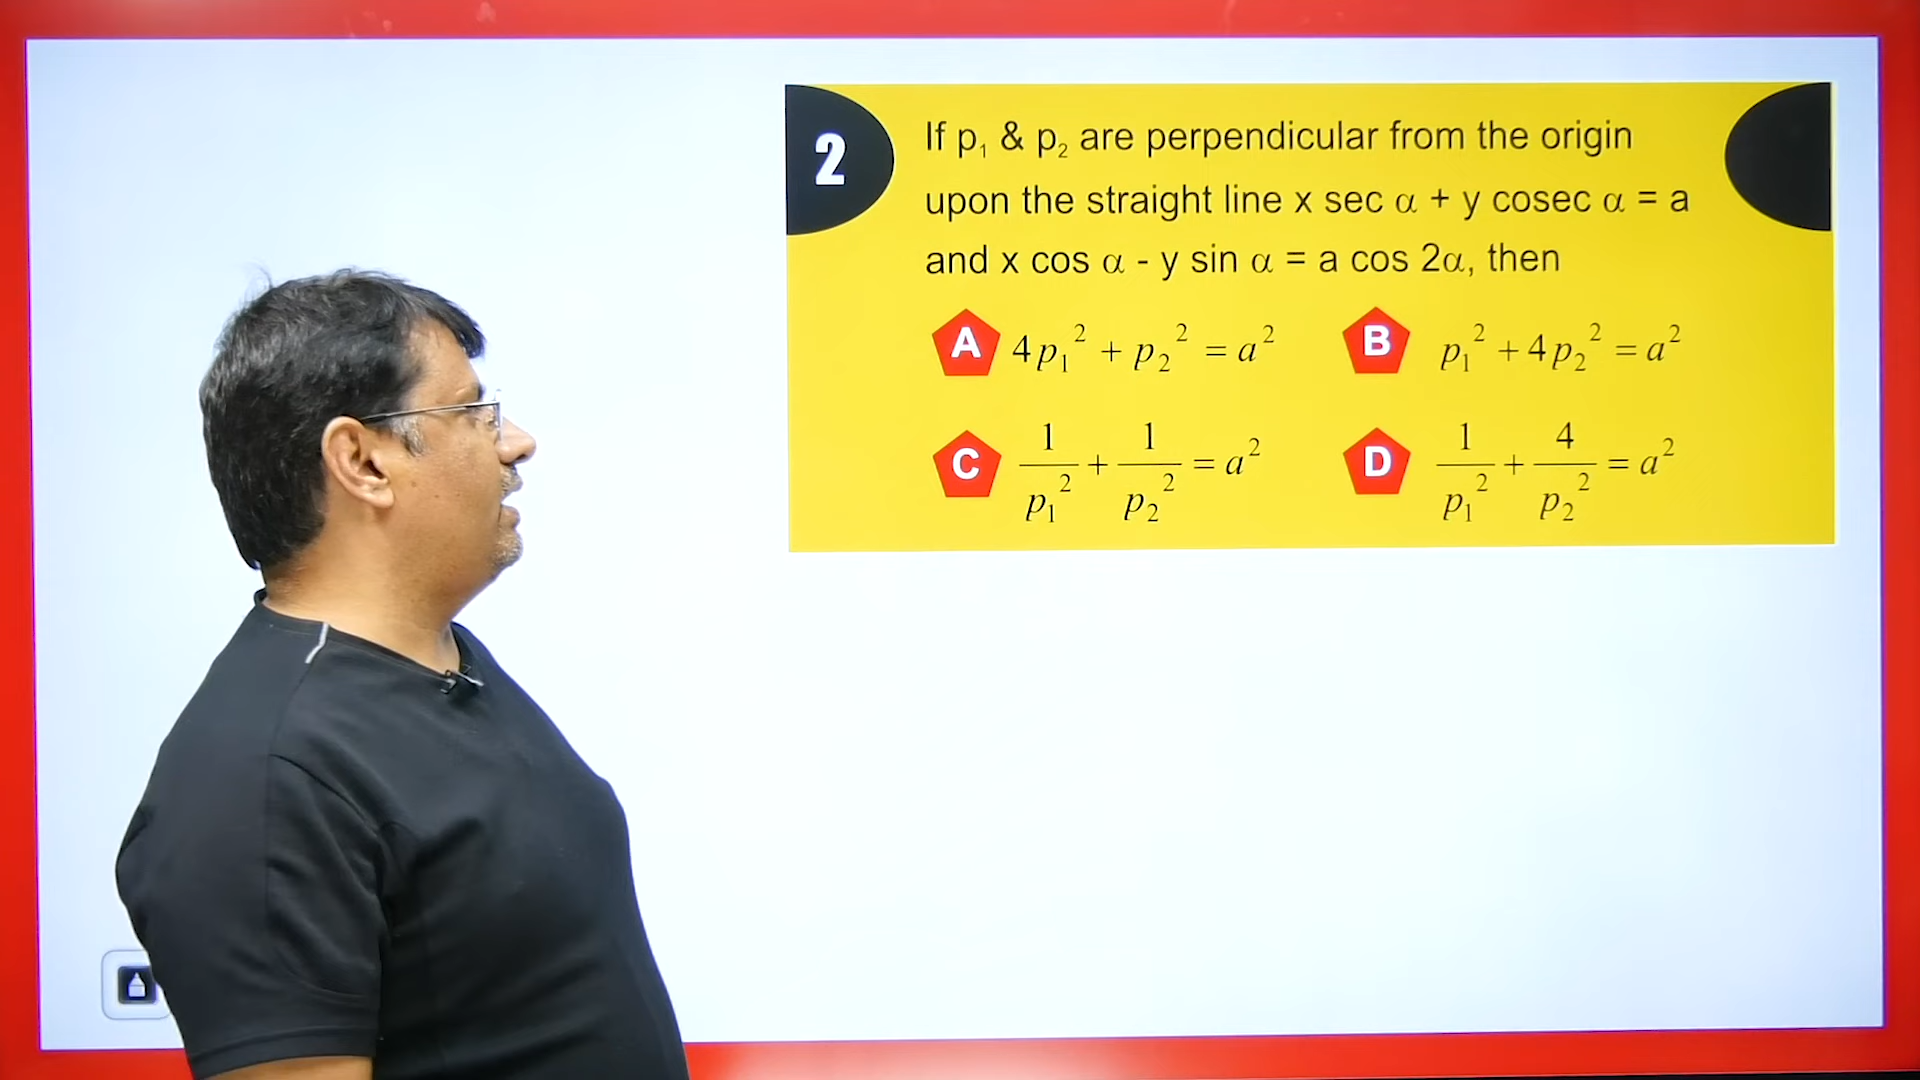 2
If p₁ & p₂ are perpendicular from the origin
upon the straight line x sec α + y cosec α = a
and x cos α - y sin α = a cos 2α, then
A 4p₁² + p₂² = a²
B p₁² + 4p₂² = a²
C 1/p₁² + 1/p₂² = a²
D 1/p₁² + 4/p₂² = a²